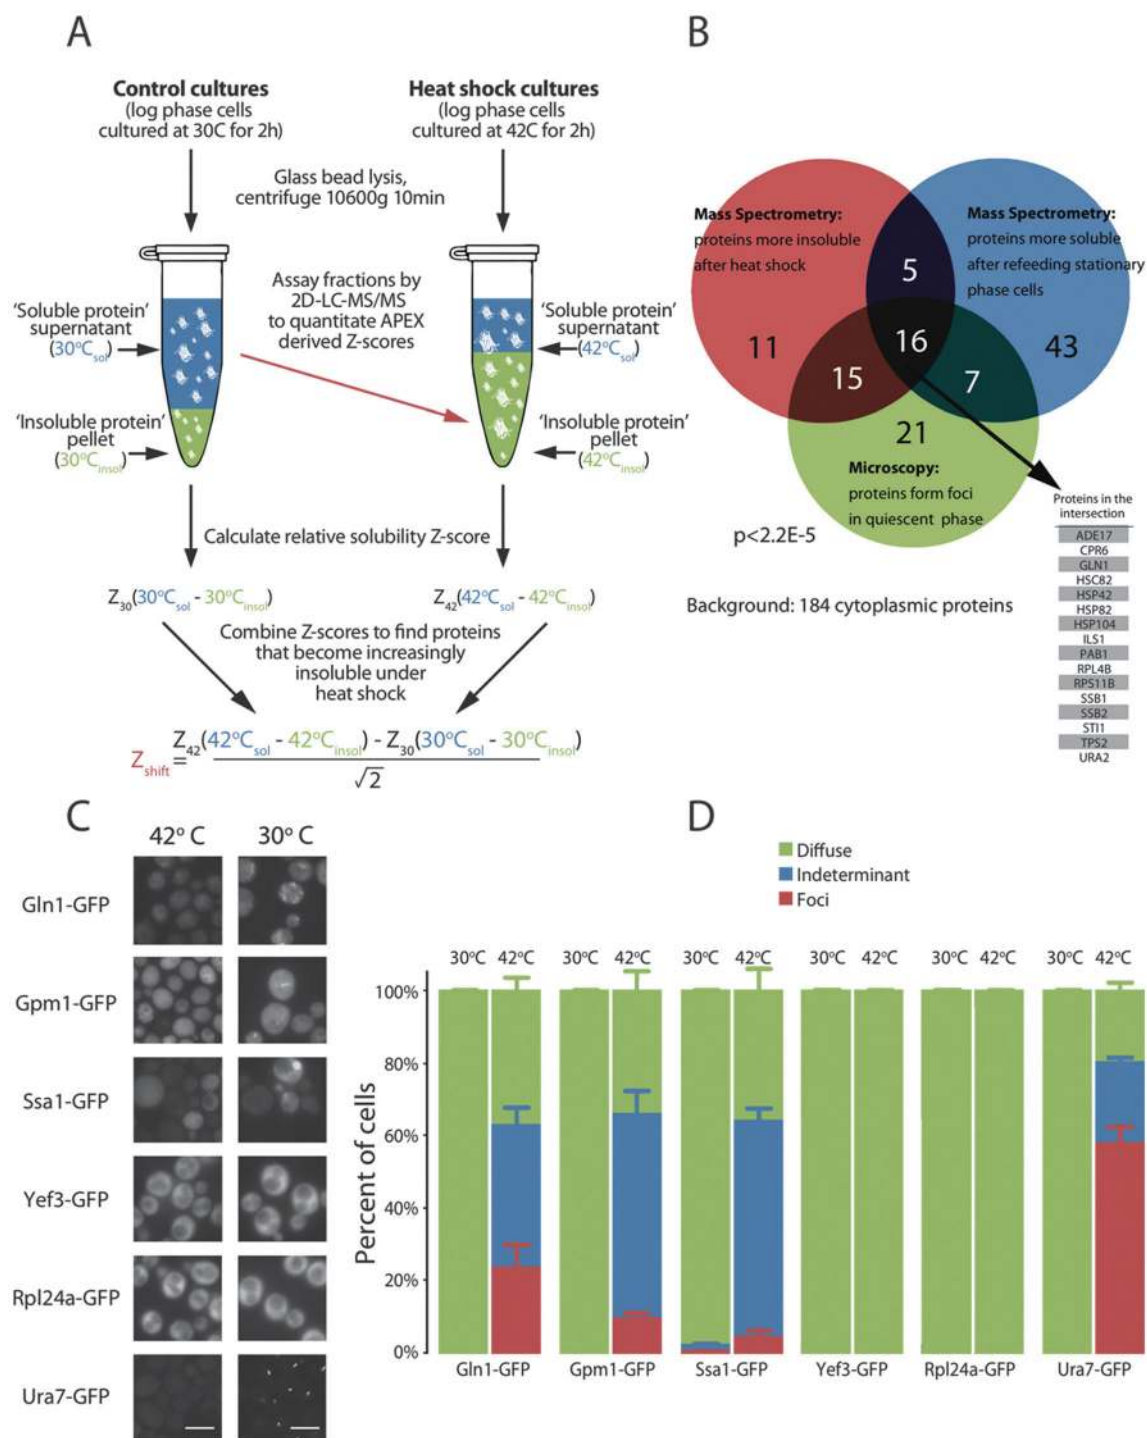 A
Control cultures
(log phase cells
cultured at 30C for 2h)
Heat shock cultures
(log phase cells
cultured at 42C for 2h)
Glass bead lysis,
centrifuge 10600g 10min
Assay fractions by
2D-LC-MS/MS
to quantitate APEX
derived Z-scores
'Soluble protein'
supernatant
(30°Csol)
'Soluble protein'
supernatant
(42°Csol)
'Insoluble protein'
pellet
(30°Cinsol)
'Insoluble protein'
pellet
(42°Cinsol)
Calculate relative solubility Z-score
Z30(30°Csol - 30°Cinsol)
Z42(42°Csol - 42°Cinsol)
Combine Z-scores to find proteins
that become increasingly
insoluble under
heat shock
Zshift = Z42(42°Csol - 42°Cinsol) - Z30(30°Csol - 30°Cinsol)
√2
B
Mass Spectrometry:
proteins more insoluble
after heat shock
Mass Spectrometry:
proteins more soluble
after refeeding stationary
phase cells
5
11
16
43
15
7
21
Microscopy:
proteins form foci
in quiescent phase
p<2.2E-5
Background: 184 cytoplasmic proteins
Proteins in the
intersection
ADE17
CPR6
GLN1
HSC82
HSP42
HSP82
HSP104
ILS1
PAB1
RPL4B
RPS11B
SSB1
SSB2
STI1
TPS2
URA2
C
42° C 30° C
Gln1-GFP
Gpm1-GFP
Ssa1-GFP
Yef3-GFP
Rpl24a-GFP
Ura7-GFP
D
Diffuse
Indeterminant
Foci
30°C 42°C 30°C 42°C 30°C 42°C 30°C 42°C 30°C 42°C 30°C 42°C
Percent of cells
100%
80%
60%
40%
20%
0%
Gln1-GFP Gpm1-GFP Ssa1-GFP Yef3-GFP Rpl24a-GFP Ura7-GFP